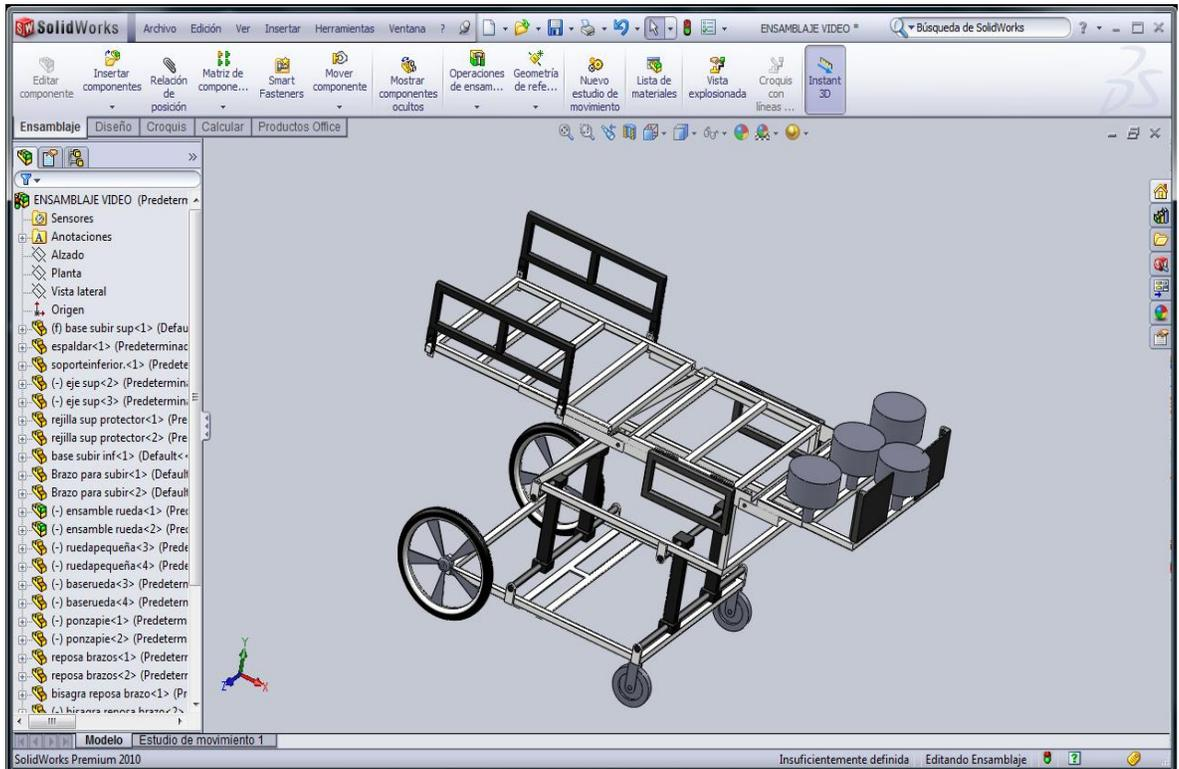 SolidWorks Archivo Edición Ver Insertar Herramientas Ventana ? ENSAMBLAJE VIDEO * Búsqueda de SolidWorks ?
Editar componente
Insertar componentes
Relación de posición
Matriz de compone...
Smart Fasteners
Mover componente
Mostrar componentes ocultos
Operaciones de ensam...
Geometría de refe...
Nuevo estudio de movimiento
Lista de materiales
Vista explosionada
Croquis con líneas ...
Instant 3D
Ensamblaje Diseño Croquis Calcular Productos Office
ENSAMBLAJE VIDEO (Predetern
Sensores
A Anotaciones
Alzado
Planta
Vista lateral
Origen
(f) base subir sup<1> (Defau
espaldar<1> (Predeterminac
soporteinferior.<1> (Predete
(-) eje sup<2> (Predetermin
(-) eje sup<3> (Predetermin
rejilla sup protector<1> (Pre
rejilla sup protector<2> (Pre
base subir inf<1> (Default<
Brazo para subir<1> (Default
Brazo para subir<2> (Default
(-) ensamble rueda<1> (Prec
(-) ensamble rueda<2> (Prec
(-) ruedapequeña<3> (Prede
(-) ruedapequeña<4> (Prede
(-) baserueda<3> (Predetern
(-) baserueda<4> (Predetern
(-) ponzapie<1> (Predeterm
(-) ponzapie<2> (Predeterm
reposa brazos<1> (Predeterr
reposa brazos<2> (Predeterr
bisagra reposa brazo<1> (Pr
(-) bisagra reposa brazo<2>
Y
Z X
Modelo Estudio de movimiento 1
SolidWorks Premium 2010 Insuficientemente definida Editando Ensamblaje ?